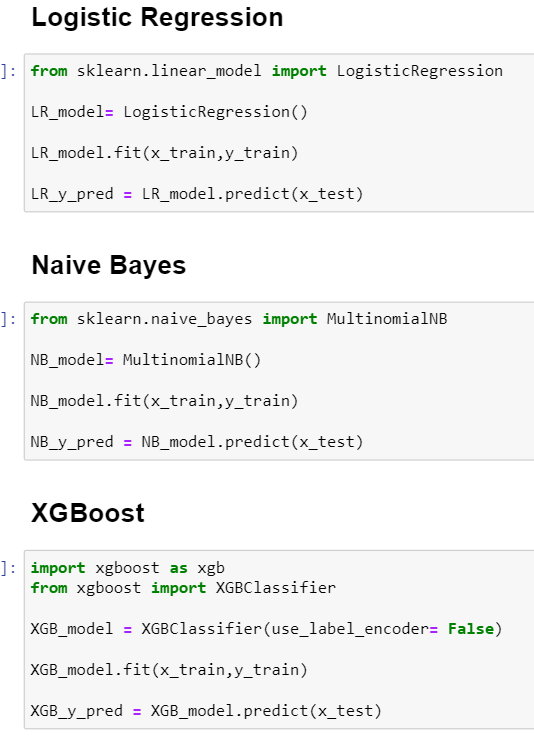 Logistic Regression
]: from sklearn.linear_model import LogisticRegression
LR_model= LogisticRegression()
LR_model.fit(x_train,y_train)
LR_y_pred = LR_model.predict(x_test)
Naive Bayes
]: from sklearn.naive_bayes import MultinomialNB
NB_model= MultinomialNB()
NB_model.fit(x_train,y_train)
NB_y_pred = NB_model.predict(x_test)
XGBoost
]: import xgboost as xgb
from xgboost import XGBClassifier
XGB_model = XGBClassifier(use_label_encoder= False)
XGB_model.fit(x_train,y_train)
XGB_y_pred = XGB_model.predict(x_test)